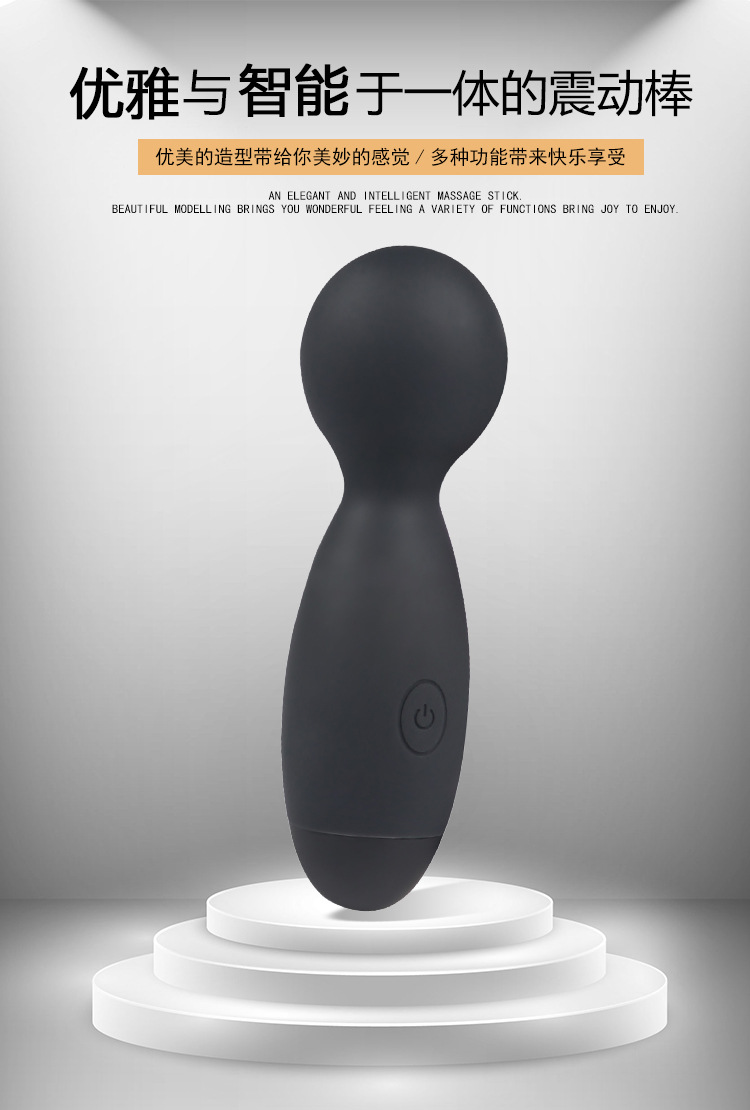 优雅与智能于一体的震动棒
优美的造型带给你美妙的感觉 / 多种功能带来快乐享受
AN ELEGANT AND INTELLIGENT MASSAGE STICK.
BEAUTIFUL MODELLING BRINGS YOU WONDERFUL FEELING A VARIETY OF FUNCTIONS BRING JOY TO ENJOY.